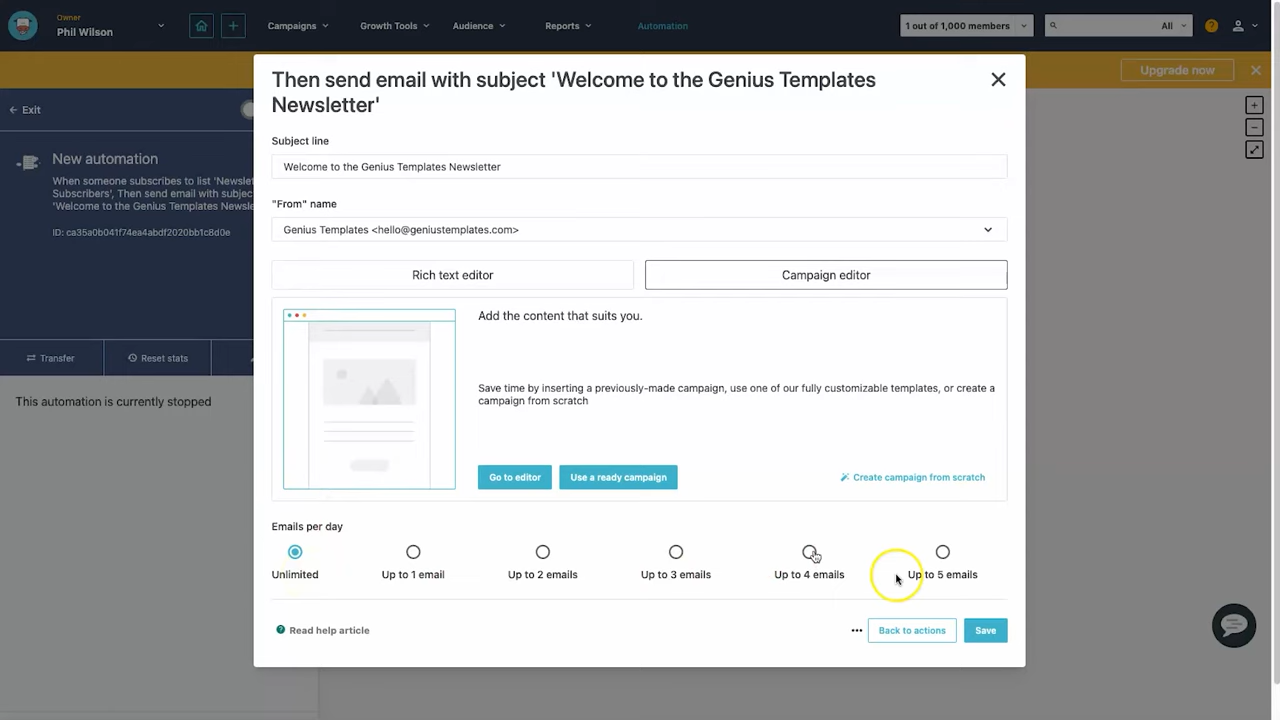 Owner
Phil Wilson
Campaigns
Growth Tools
Audience
Reports
Automation
1 out of 1,000 members
All
Upgrade now
Exit
New automation
When someone subscribes to list 'Newsle
Subscribers', Then send email with subje
'Welcome to the Genius Templates Newsle
ID: ca35a0b041f74ea4abdf2020bb1c8d0e
Transfer
Reset stats
This automation is currently stopped
Then send email with subject 'Welcome to the Genius Templates
Newsletter'
Subject line
Welcome to the Genius Templates Newsletter
"From" name
Genius Templates <hello@geniustemplates.com>
Rich text editor
Campaign editor
Add the content that suits you.
Save time by inserting a previously-made campaign, use one of our fully customizable templates, or create a
campaign from scratch
Go to editor
Use a ready campaign
Create campaign from scratch
Emails per day
Unlimited
Up to 1 email
Up to 2 emails
Up to 3 emails
Up to 4 emails
Up to 5 emails
Read help article
Back to actions
Save